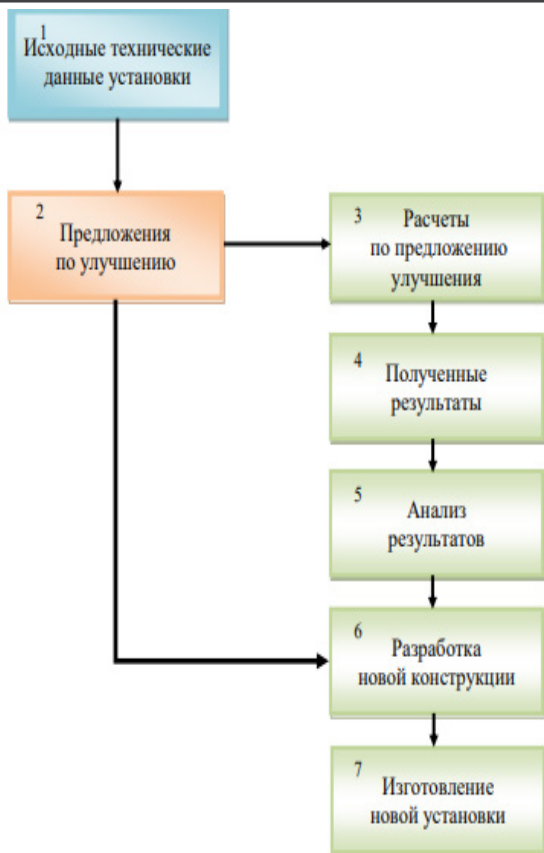 1
Исходные технические
данные установки
2
Предложения
по улучшению
3
Расчеты
по предложению
улучшения
4
Полученные
результаты
5
Анализ
результатов
6
Разработка
новой конструкции
7
Изготовление
новой установки